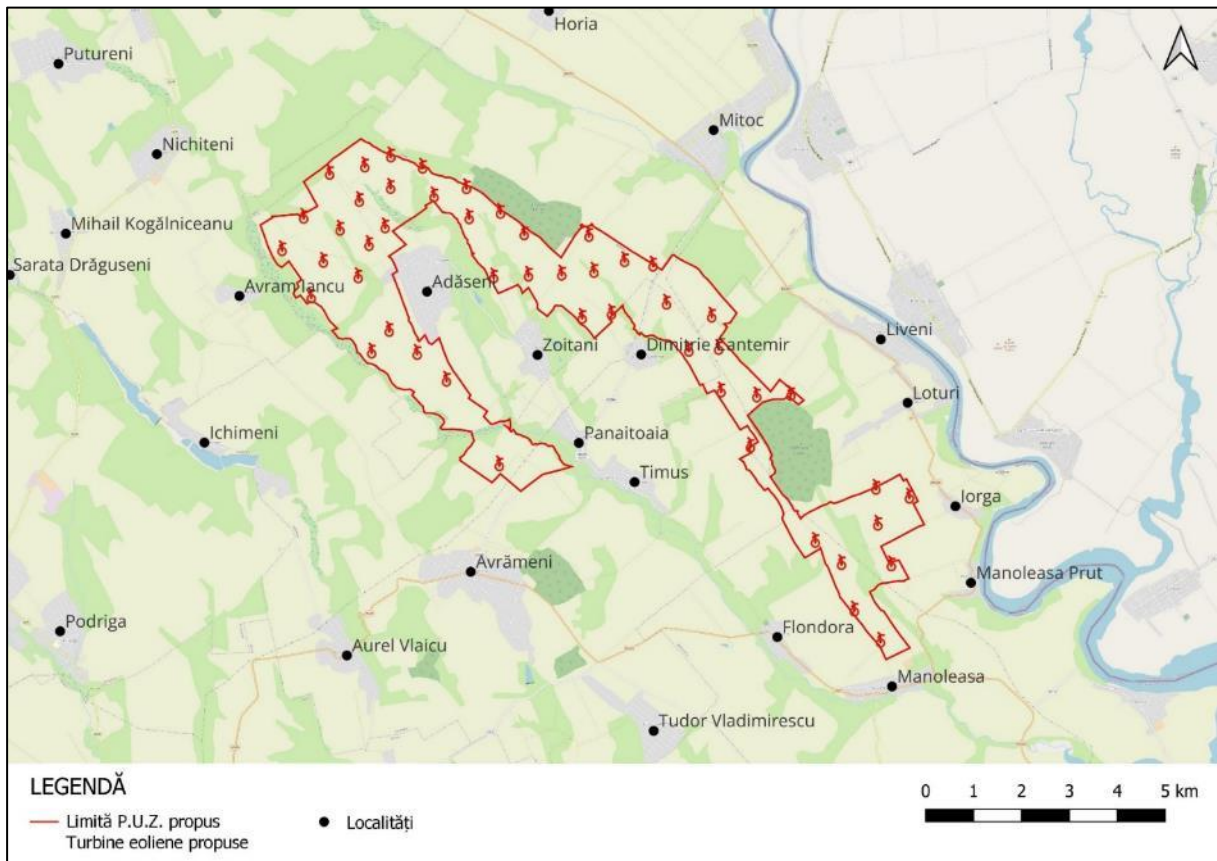 Horia
Putureni
Mitoc
Nichiteni
Mihail Kogălniceanu
Sarata Drăguseni
Avram Iancu
Adăseni
Liveni
Zoitani
Dimitrie Cantemir
Loturi
Ichimeni
Panaitoaia
Timus
Iorga
Avrămeni
Manoleasa Prut
Podriga
Flondora
Aurel Vlaicu
Manoleasa
Tudor Vladimirescu
LEGENDĂ
Limită P.U.Z. propus
Localități
Turbine eoliene propuse
0 1 2 3 4 5 km